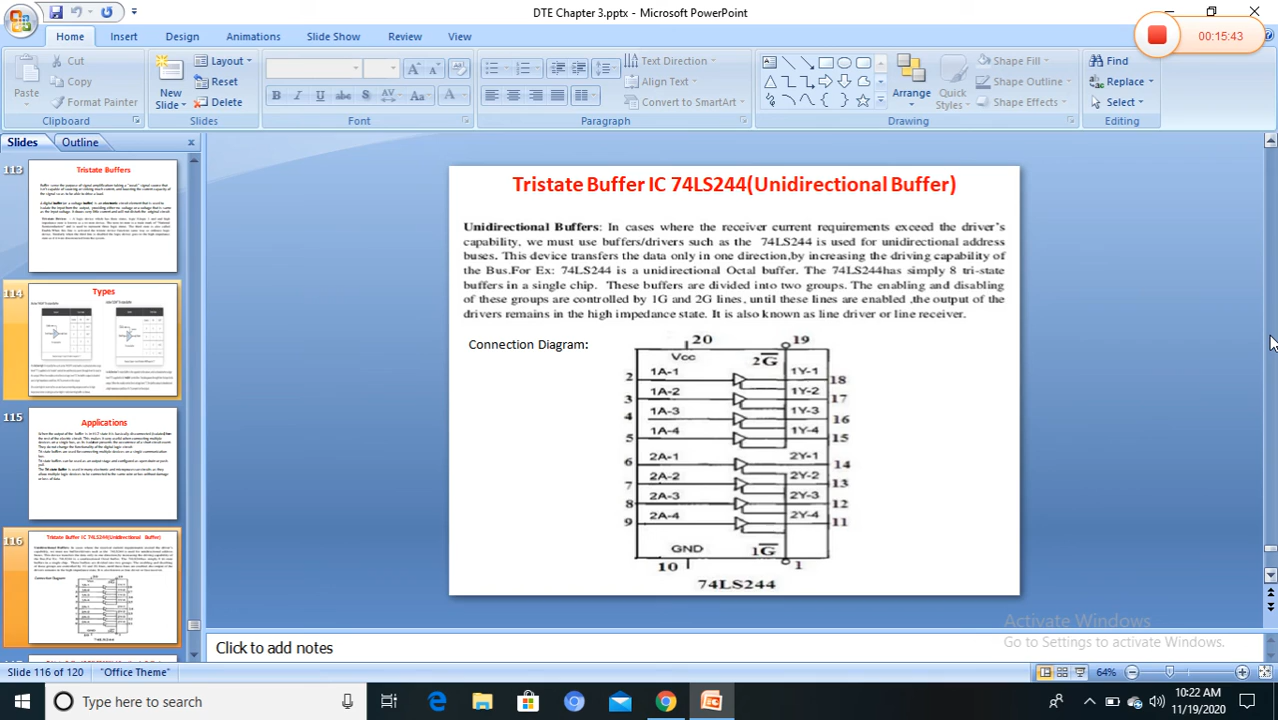 DTE Chapter 3.pptx - Microsoft PowerPoint
00:15:43
Home Insert Design Animations Slide Show Review View
Paste
Cut
Copy
Format Painter
New Slide
Layout
Reset
Delete
Text Direction
Align Text
Convert to SmartArt
Arrange
Quick Styles
Shape Fill
Shape Outline
Shape Effects
Find
Replace
Select
Clipboard Slides Font Paragraph Drawing Editing
Slides Outline
113
Tristate Buffers
114
Types
115
Applications
116
Tristate Buffer IC 74LS244(Unidirectional Buffer)
Connection Diagram:
74LS244
Tristate Buffer IC 74LS244(Unidirectional Buffer)
Unidirectional Buffers: In cases where the receiver current requirements exceed the driver's
capability, we must use buffers/drivers such as the 74LS244 is used for unidirectional address
buses. This device transfers the data only in one direction,by increasing the driving capability of
the Bus.For Ex: 74LS244 is a unidirectional Octal buffer. The 74LS244has simply 8 tri-state
buffers in a single chip. These buffers are divided into two groups. The enabling and disabling
of these groups are controlled by 1G and 2G lines, until these lines are enabled ,the output of the
drivers remains in the high impedance state. It is also known as line driver or line receiver.
Connection Diagram:
20 19
Vcc 2G
2 1A-1 1Y-1 18
3 1A-2 1Y-2 17
4 1A-3 1Y-3 16
5 1A-4 1Y-4 15
6 2A-1 2Y-1 14
7 2A-2 2Y-2 13
8 2A-3 2Y-3 12
9 2A-4 2Y-4 11
GND 1G
10 1
74LS244
Activate Windows
Go to Settings to activate Windows.
Click to add notes
Slide 116 of 120 "Office Theme" 64%
Type here to search
10:22 AM
11/19/2020